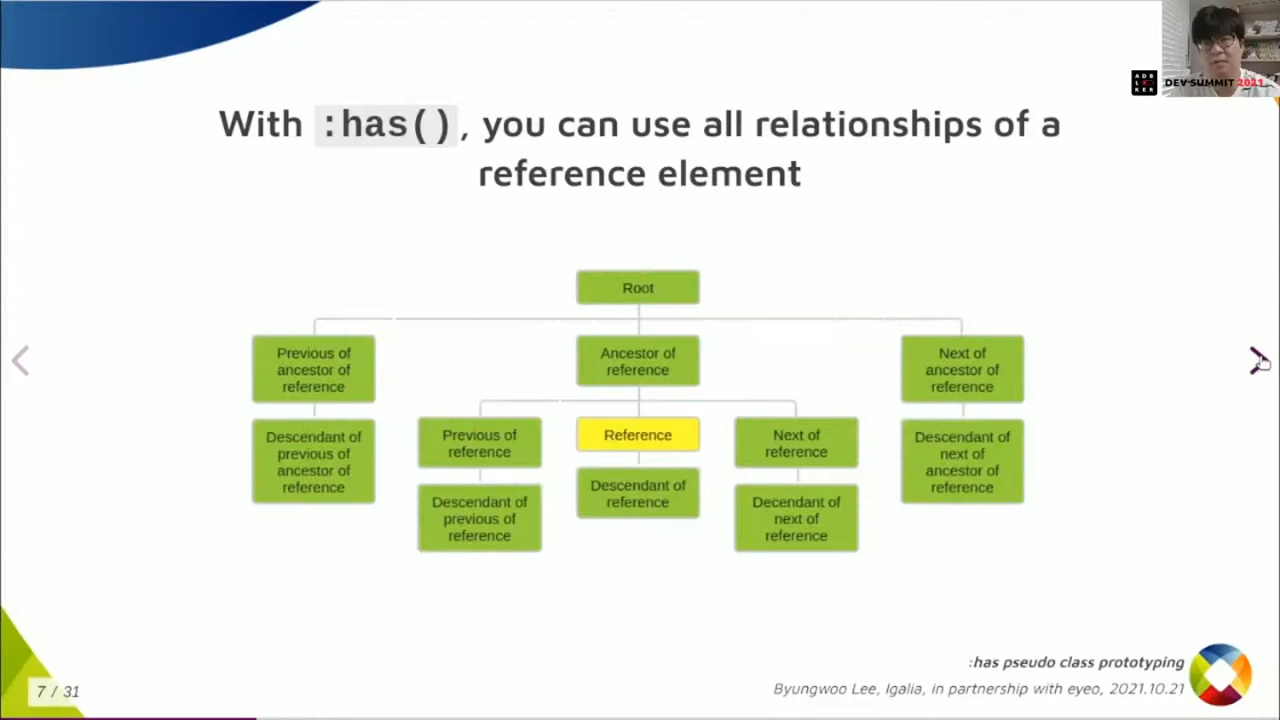 ADB
L
KER
DEV SUMMIT 2021
With :has(), you can use all relationships of a
reference element
Root
Previous of
ancestor of
reference
Ancestor of
reference
Next of
ancestor of
reference
Descendant of
previous of
ancestor of
reference
Previous of
reference
Reference
Next of
reference
Descendant of
next of
ancestor of
reference
Descendant of
previous of
reference
Descendant of
reference
Decendant of
next of
reference
:has pseudo class prototyping
Byungwoo Lee, Igalia, in partnership with eyeo, 2021.10.21
7 / 31